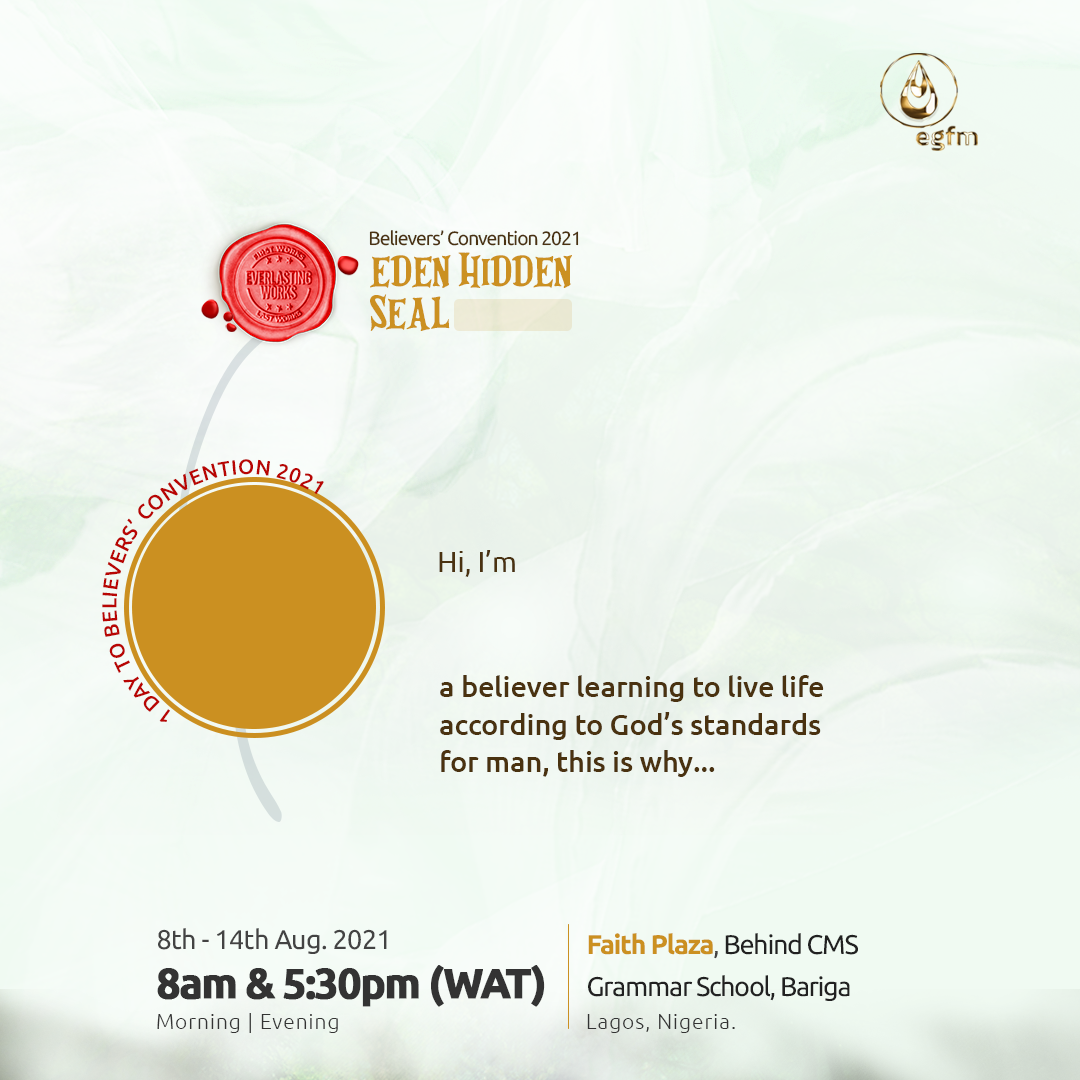 egfm
Believers' Convention 2021
EDEN HIDDEN
SEAL
FIRST WORKS
EVERLASTING
WORKS
LAST WORKS
1 DAY TO BELIEVERS' CONVENTION 2021
Hi, I'm
a believer learning to live life
according to God's standards
for man, this is why...
8th - 14th Aug. 2021
8am & 5:30pm (WAT)
Morning | Evening
Faith Plaza, Behind CMS
Grammar School, Bariga
Lagos, Nigeria.